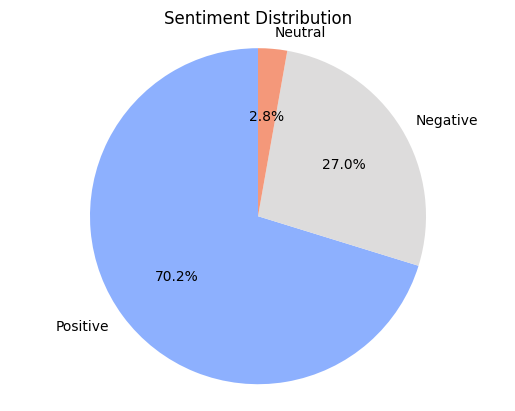 Sentiment Distribution
Neutral
2.8%
Negative
27.0%
70.2%
Positive